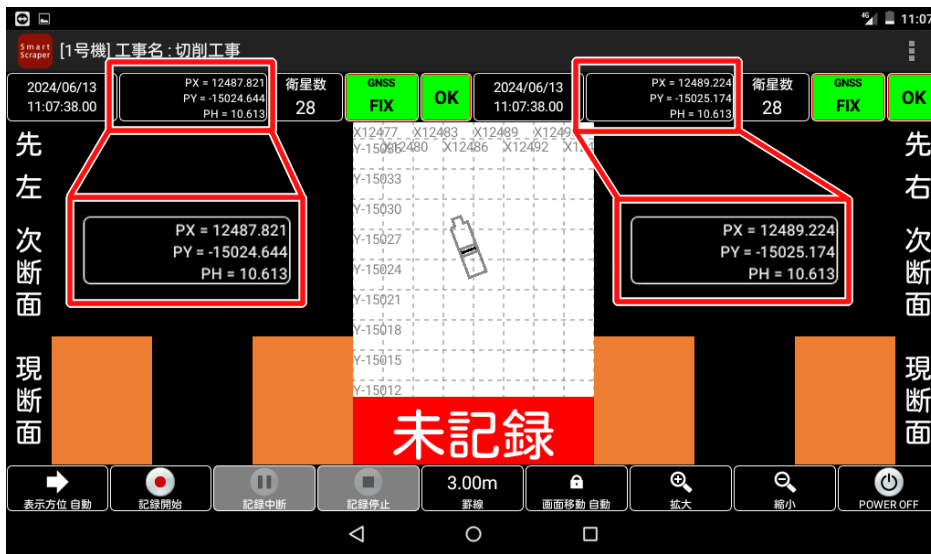 4G 11:07
Smart
Scraper
[1号機] 工事名 : 切削工事
2024/06/13
11:07:38.00
PX = 12487.821
PY = -15024.644
PH = 10.613
衛星数
28
GNSS
FIX
OK
2024/06/13
11:07:38.00
PX = 12489.224
PY = -15025.174
PH = 10.613
衛星数
28
GNSS
FIX
OK
先
左
次
断
面
現
断
面
PX = 12487.821
PY = -15024.644
PH = 10.613
X12477 X12483 X12489
X12486 X12492
Y-15033
Y-15030
Y-15027
Y-15024
Y-15021
Y-15018
Y-15015
Y-15012
未記録
PX = 12489.224
PY = -15025.174
PH = 10.613
先
右
次
断
面
現
断
面
表示方位 自動
記録開始
記録中断
記録停止
3.00m
罫線
画面移動 自動
拡大
縮小
POWER OFF